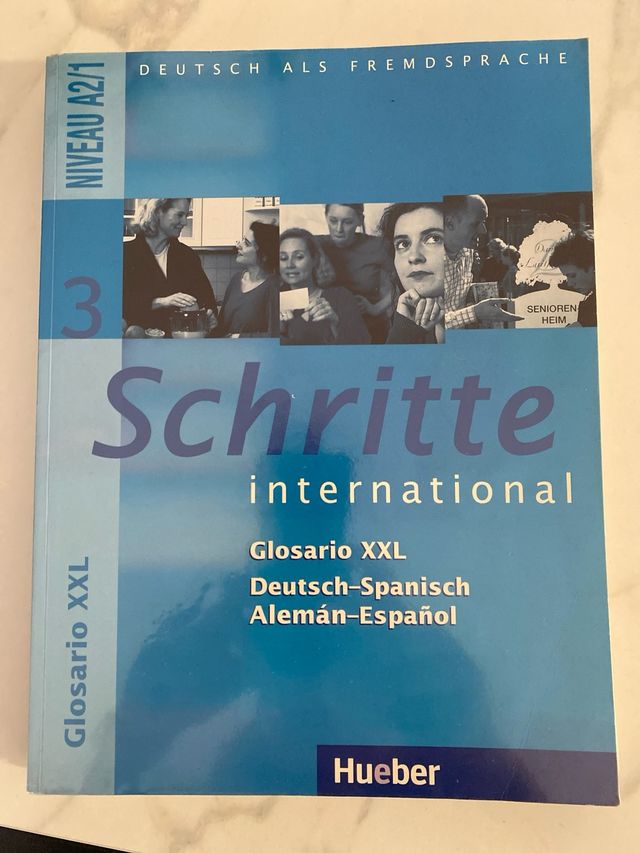 NIVEAU A2/1
DEUTSCH ALS FREMDSPRACHE
3
SENIOREN-
HEIM
Schritte
international
Glosario XXL
Deutsch–Spanisch
Alemán–Español
Glosario XXL
Hueber